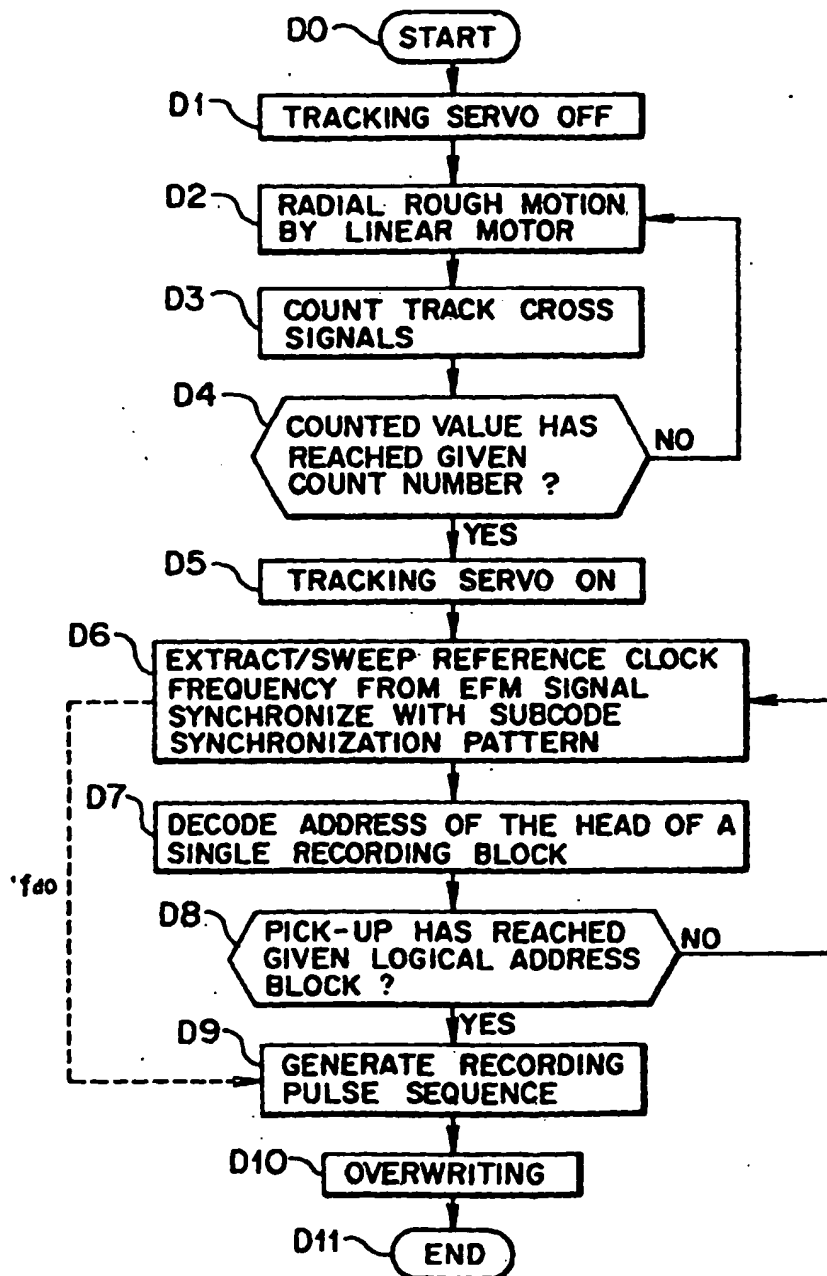 D0
START
D1
TRACKING SERVO OFF
D2
RADIAL ROUGH MOTION
BY LINEAR MOTOR
D3
COUNT TRACK CROSS
SIGNALS
D4
COUNTED VALUE HAS
REACHED GIVEN
COUNT NUMBER ?
NO
YES
D5
TRACKING SERVO ON
D6
EXTRACT/SWEEP REFERENCE CLOCK
FREQUENCY FROM EFM SIGNAL
SYNCHRONIZE WITH SUBCODE
SYNCHRONIZATION PATTERN
D7
DECODE ADDRESS OF THE HEAD OF A
SINGLE RECORDING BLOCK
D8
PICK-UP HAS REACHED
GIVEN LOGICAL ADDRESS
BLOCK ?
NO
YES
D9
GENERATE RECORDING
PULSE SEQUENCE
D10
OVERWRITING
D11
END